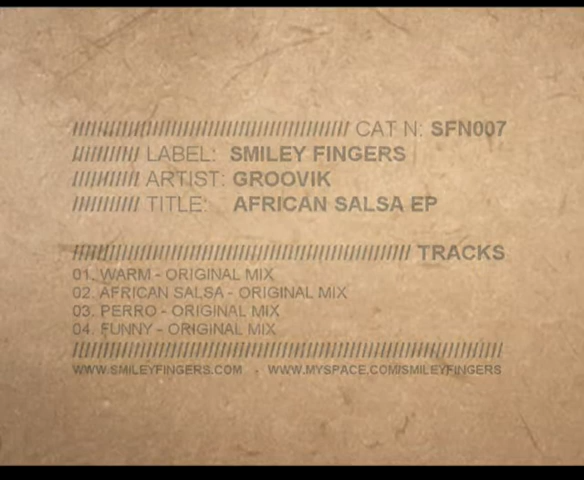 ////////////////////////////////////////// CAT N: SFN007
////////// LABEL: SMILEY FINGERS
////////// ARTIST: GROOVIK
////////// TITLE: AFRICAN SALSA EP
/////////////////////////////////////////////////// TRACKS
01. WARM - ORIGINAL MIX
02. AFRICAN SALSA - ORIGINAL MIX
03. PERRO - ORIGINAL MIX
04. FUNNY - ORIGINAL MIX
/////////////////////////////////////////////////////////////////
WWW.SMILEYFINGERS.COM - WWW.MYSPACE.COM/SMILEYFINGERS